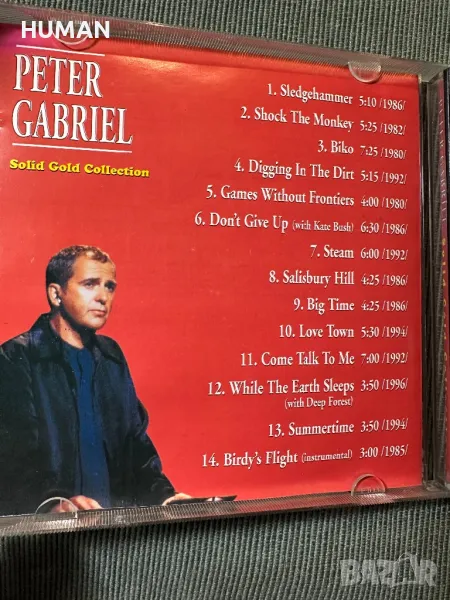 HUMAN
PETER
GABRIEL
Solid Gold Collection
1. Sledgehammer 5:10 /1986/
2. Shock The Monkey 5:25 /1982/
3. Biko 7:25 /1980/
4. Digging In The Dirt 5:15 /1992/
5. Games Without Frontiers 4:00 /1980/
6. Don't Give Up (with Kate Bush) 6:30 /1986/
7. Steam 6:00 /1992/
8. Salisbury Hill 4:25 /1986/
9. Big Time 4:25 /1986/
10. Love Town 5:30 /1994/
11. Come Talk To Me 7:00 /1992/
12. While The Earth Sleeps 3:50 /1996/
(with Deep Forest)
13. Summertime 3:50 /1994/
14. Birdy's Flight (instrumental) 3:00 /1985/
BAZAR